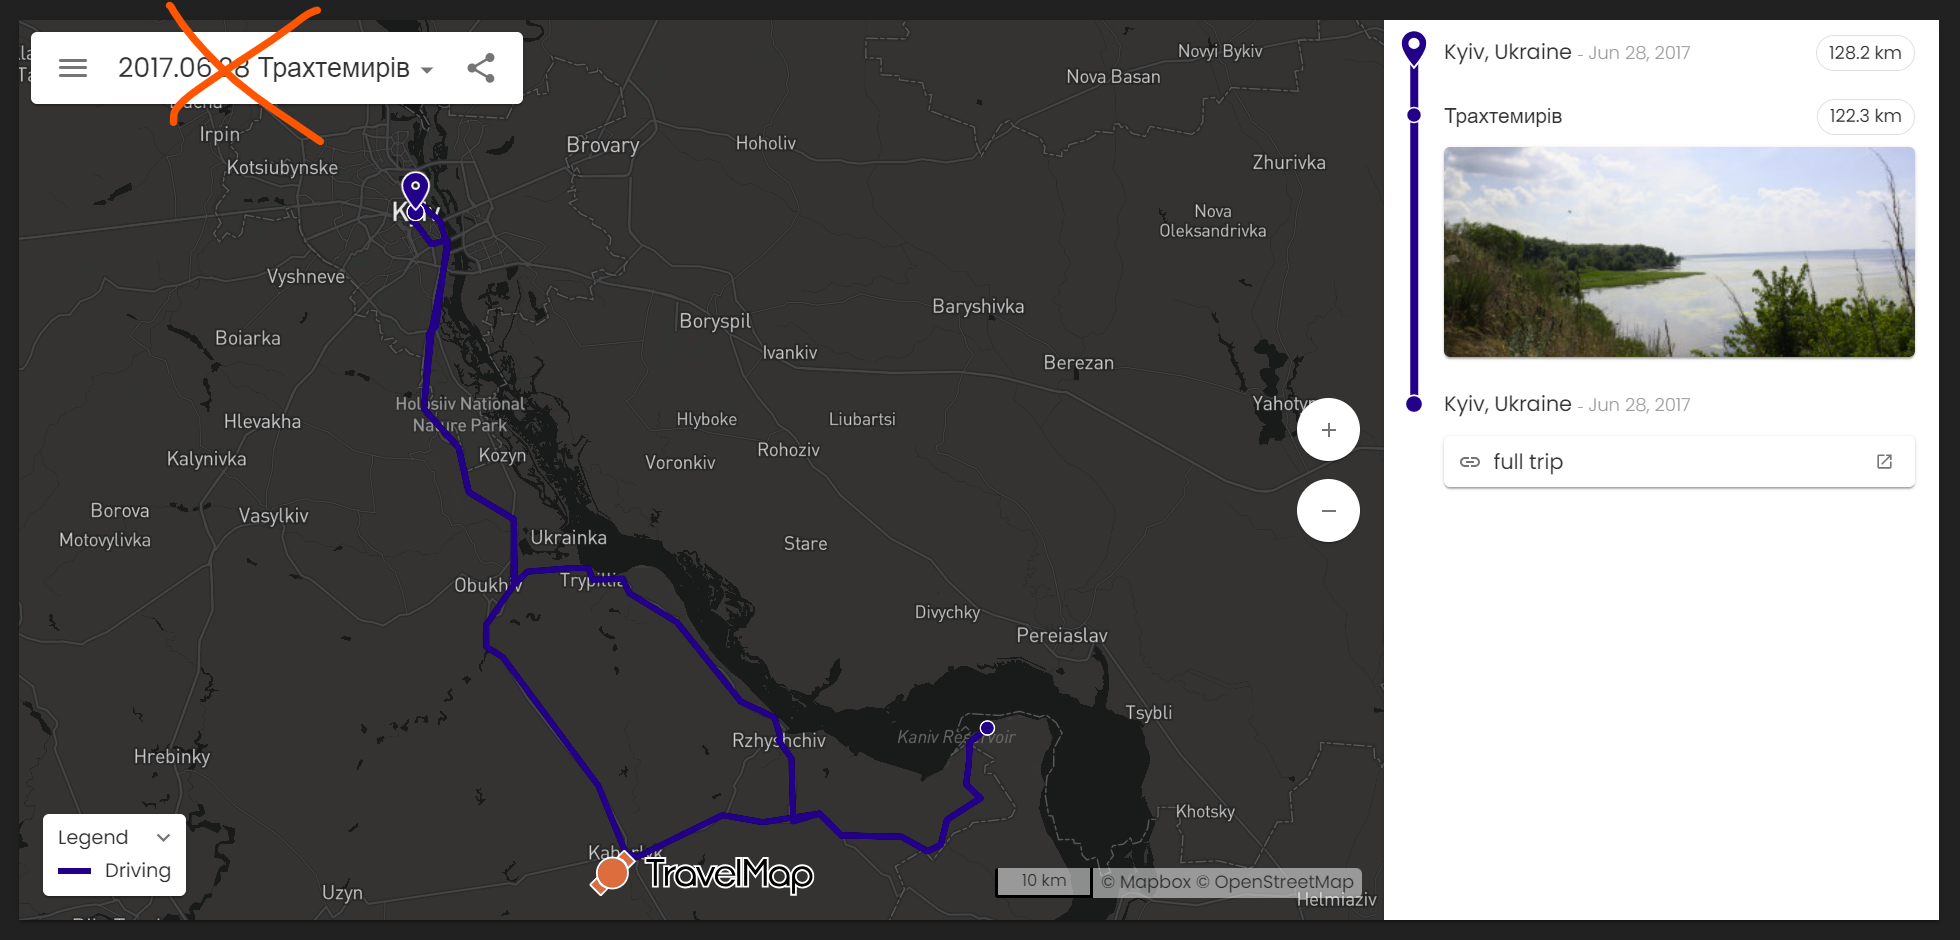 2017.06.28 Трахтемирів
Irpin
Kotsiubynske
Kyiv
Vyshneve
Boiarka
Brovary
Hoholiv
Nova Basan
Novyi Bykiv
Zhurivka
Nova
Oleksandrivka
Boryspil
Baryshivka
Ivankiv
Berezan
Holosiiv National
Nature Park
Hlevakha
Kalynivka
Kozyn
Hlyboke
Liubartsi
Rohoziv
Voronkiv
Borova
Motovylivka
Vasylkiv
Ukrainka
Stare
Obukhiv
Trypillia
Divychky
Pereiaslav
Tsybli
Rzhyshchiv
Kaniv Reservoir
Hrebinky
Khotsky
Uzyn
Helmiaziv
+
−
Legend
Driving
TravelMap
10 km
© Mapbox © OpenStreetMap
Kyiv, Ukraine - Jun 28, 2017
128.2 km
Трахтемирів
122.3 km
Kyiv, Ukraine - Jun 28, 2017
full trip